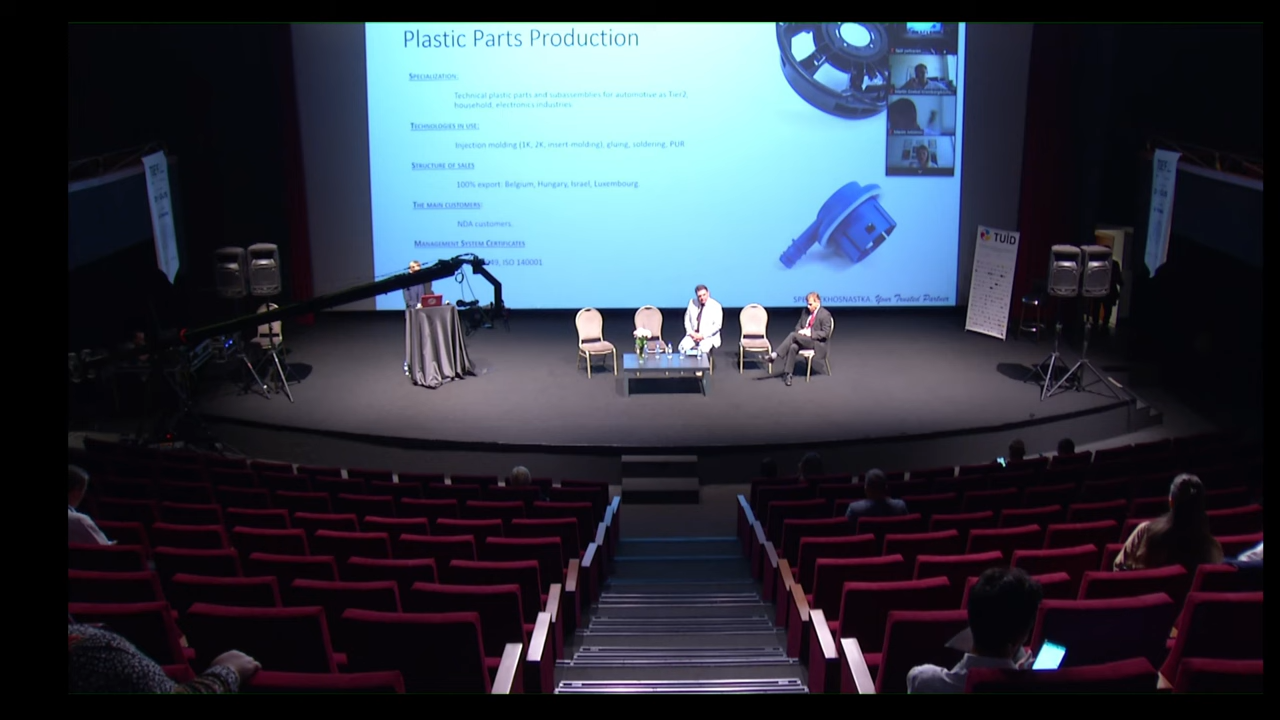 Plastic Parts Production
Specialization:
Technical plastic parts and subassemblies for automotive as Tier2,
household, electronics industries.
Technologies in use:
Injection molding (1K, 2K, insert-molding), gluing, soldering, PUR
Structure of sales
100% export. Belgium, Hungary, Israel, Luxembourg.
The main customers:
NDA customers.
Management System Certificates
ISO 140001
Your Trusted Partner
TUiD